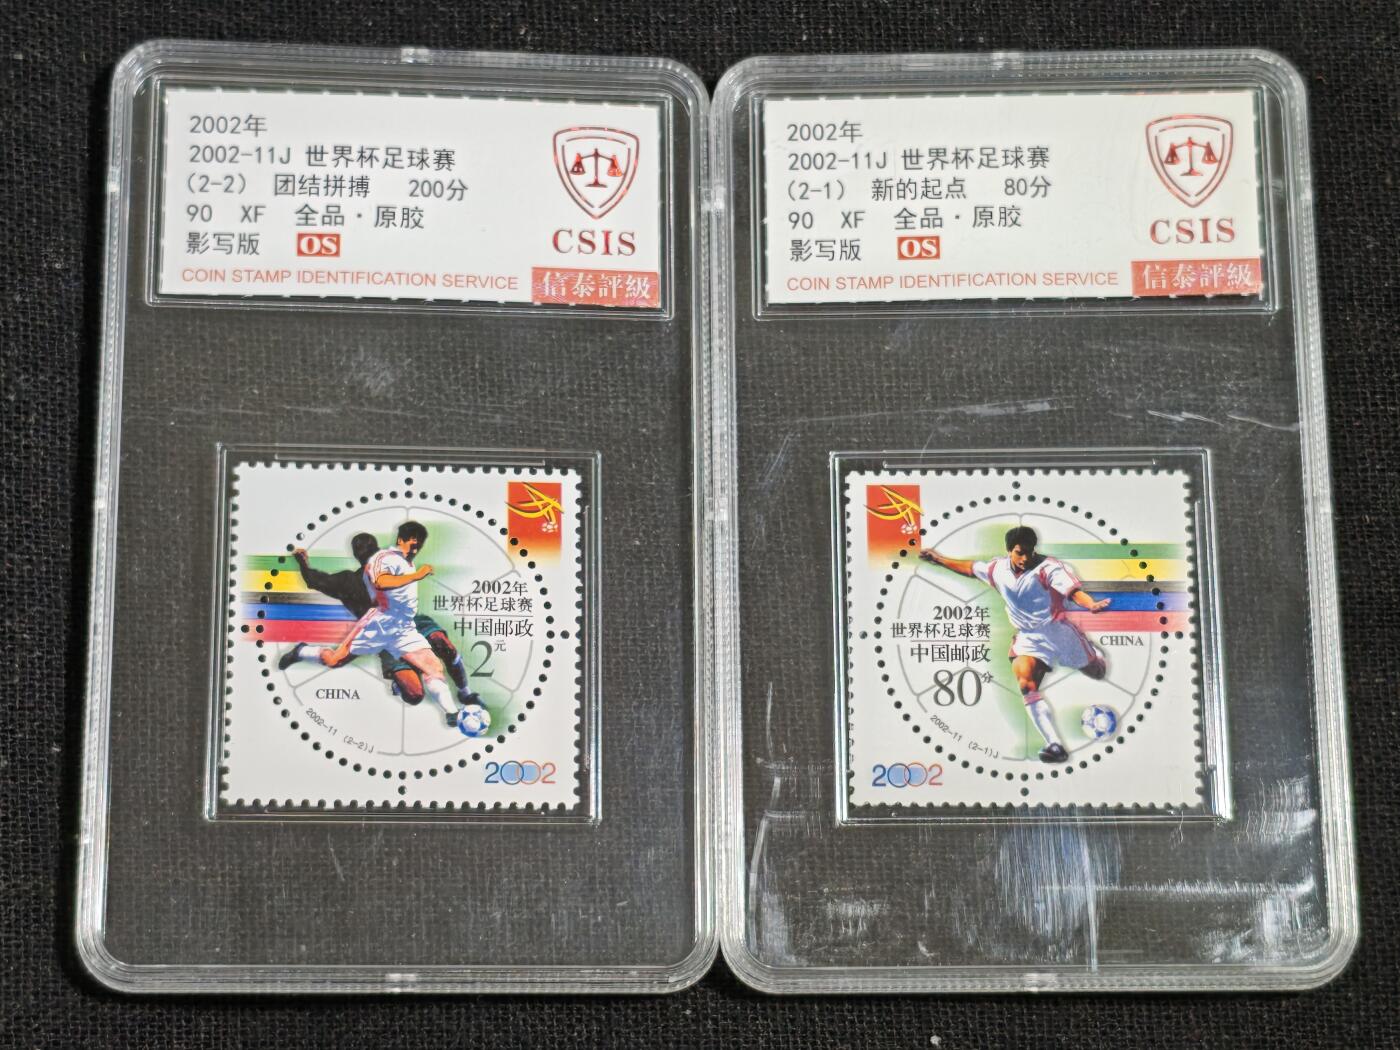 2002年
2002-11J 世界杯足球赛
(2-2) 团结拼搏 200分
90 XF 全品·原胶
影写版 OS
CSIS
COIN STAMP IDENTIFICATION SERVICE
信泰評級
2002年
世界杯足球赛
中国邮政
2元
CHINA
2002-11 (2-2)J
2002
2002年
2002-11J 世界杯足球赛
(2-1) 新的起点 80分
90 XF 全品·原胶
影写版 OS
CSIS
COIN STAMP IDENTIFICATION SERVICE
信泰評級
2002年
世界杯足球赛
中国邮政
80分
CHINA
2002-11 (2-1)J
2002